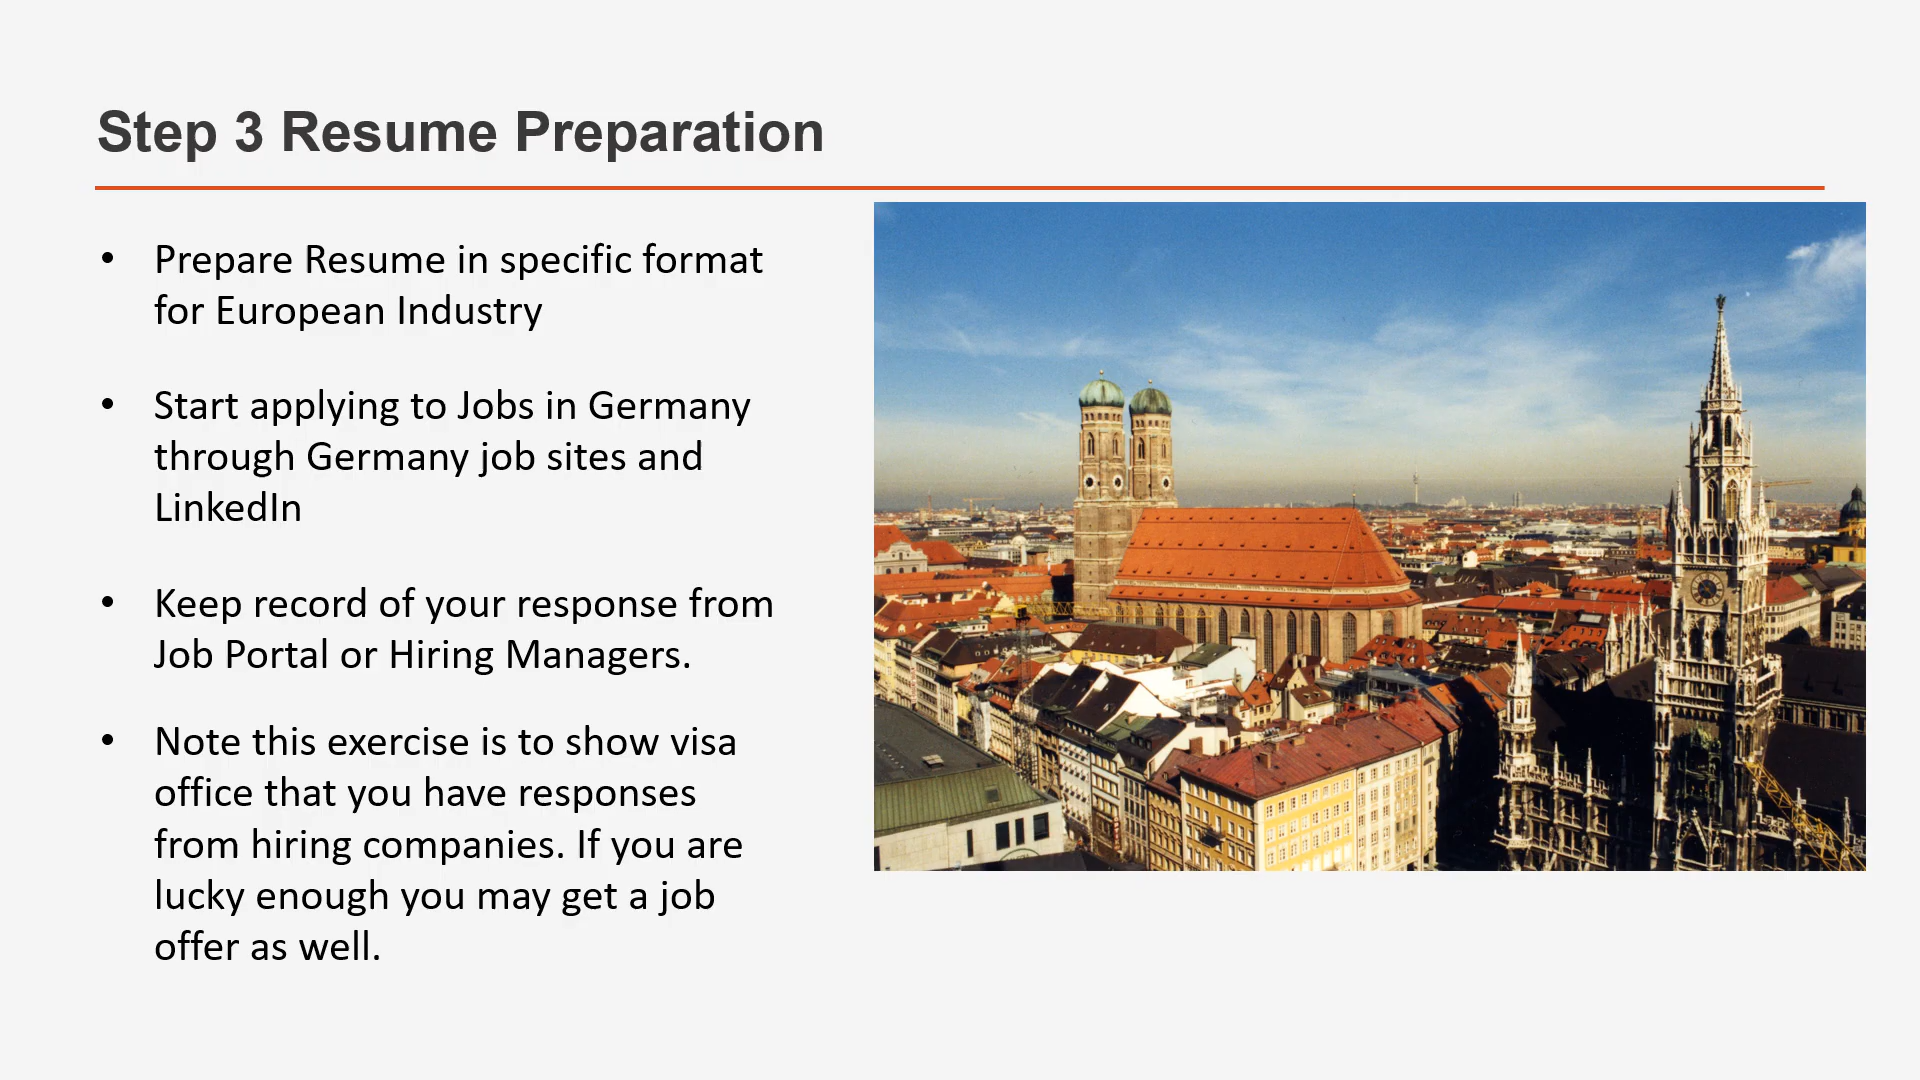 Step 3 Resume Preparation
• Prepare Resume in specific format
for European Industry
• Start applying to Jobs in Germany
through Germany job sites and
LinkedIn
• Keep record of your response from
Job Portal or Hiring Managers.
• Note this exercise is to show visa
office that you have responses
from hiring companies. If you are
lucky enough you may get a job
offer as well.